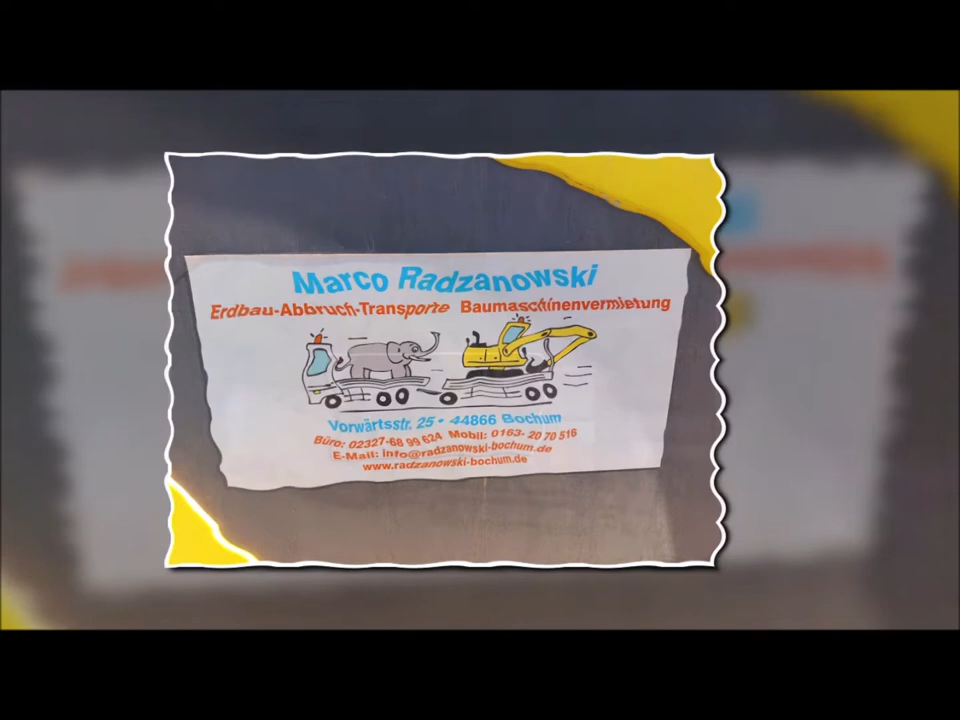 Marco Radzanowski
Erdbau-Abbruch-Transporte Baumaschinenvermietung
Vorwärtsstr. 25 • 44866 Bochum
Büro: 02327-68 99 624 Mobil: 0163- 20 70 516
E-Mail: info@radzanowski-bochum.de
www.radzanowski-bochum.de